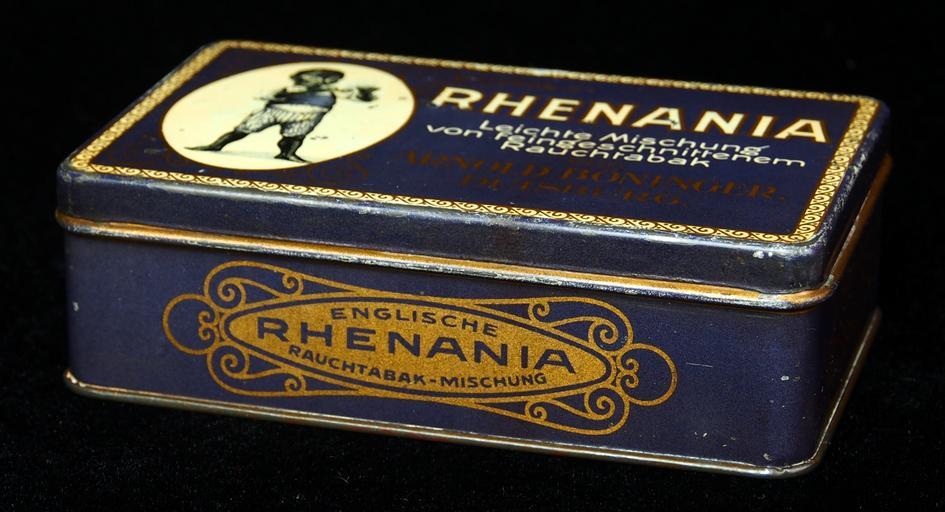 RHENANIA
Leichte Mischung
von feingeschnittenem
Rauchtabak
ARNOLD BÖNINGER.
DUISBURG.
ENGLISCHE
RHENANIA
RAUCHTABAK-MISCHUNG